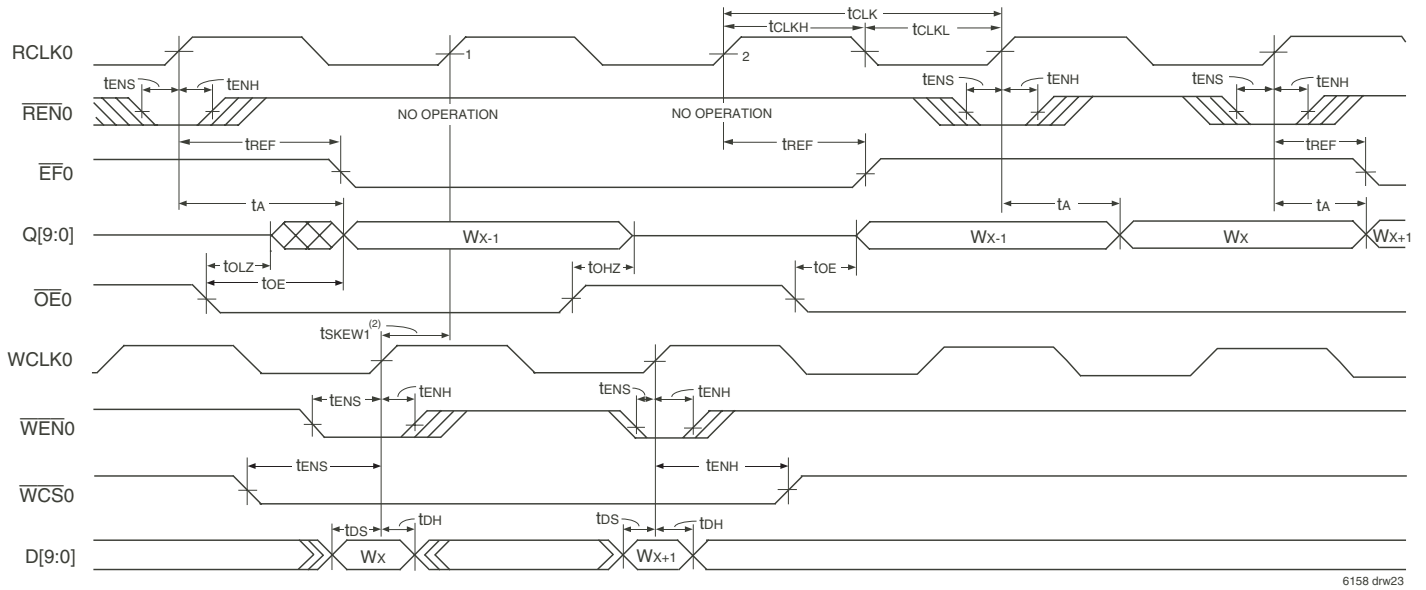 tCLK
tCLKH tCLKL
RCLK0 1 2
tENS tENH tENS tENH tENS tENH
REN0 NO OPERATION NO OPERATION
tREF tREF tREF
EF0
tA tA tA
Q[9:0] WX-1 WX-1 WX WX+1
tOLZ tOHZ tOE
tOE
OE0
tSKEW1(2)
WCLK0
tENS tENH tENS tENH
WEN0
tENS tENH
WCS0
tDS tDH tDS tDH
D[9:0] WX WX+1
6158 drw23